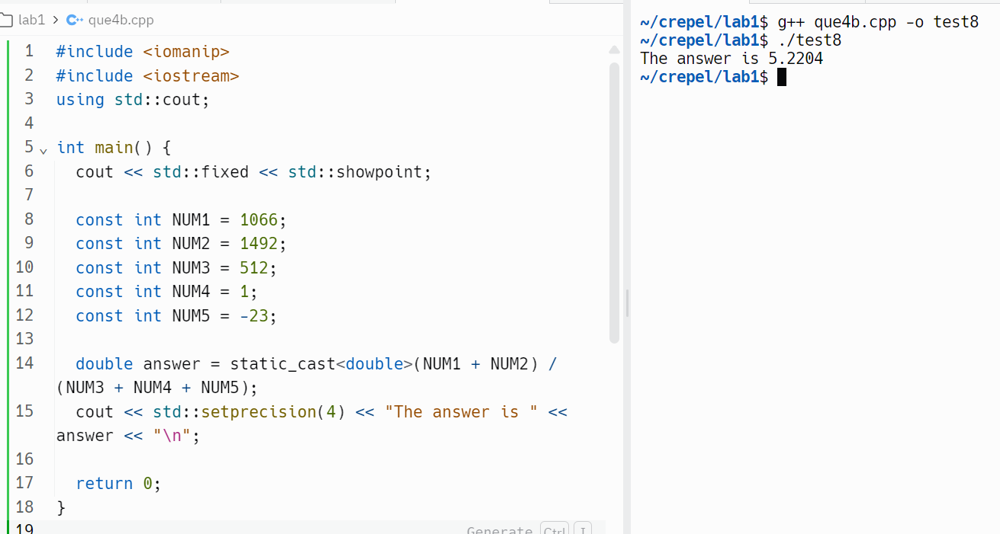 lab1 > C++ que4b.cpp
1 #include <iomanip>
2 #include <iostream>
3 using std::cout;
4
5 int main() {
6 cout << std::fixed << std::showpoint;
7
8 const int NUM1 = 1066;
9 const int NUM2 = 1492;
10 const int NUM3 = 512;
11 const int NUM4 = 1;
12 const int NUM5 = -23;
13
14 double answer = static_cast<double>(NUM1 + NUM2) /
(NUM3 + NUM4 + NUM5);
15 cout << std::setprecision(4) << "The answer is " <<
answer << "\n";
16
17 return 0;
18 }
19
Generate Ctrl I
~/crepel/lab1$ g++ que4b.cpp -o test8
~/crepel/lab1$ ./test8
The answer is 5.2204
~/crepel/lab1$